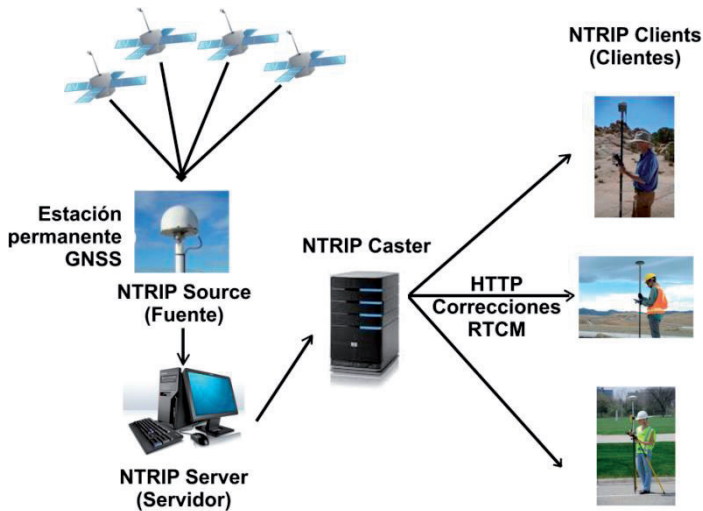 NTRIP Clients
(Clientes)
Estación
permanente
GNSS
NTRIP Source
(Fuente)
NTRIP Caster
HTTP
Correcciones
RTCM
NTRIP Server
(Servidor)